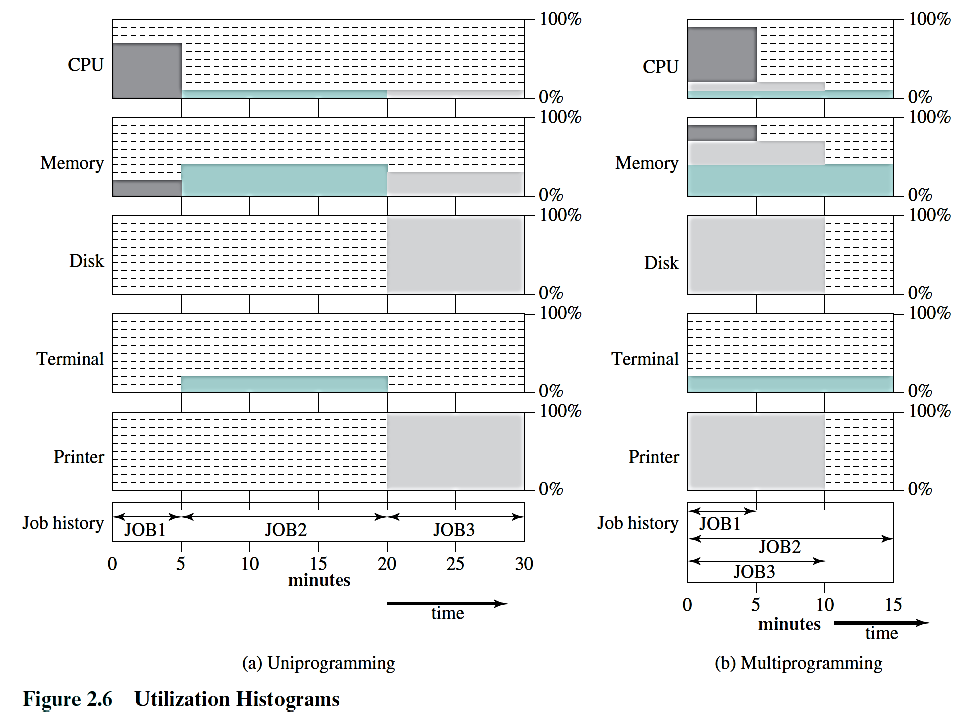 100%
CPU
0%
100%
Memory
0%
100%
Disk
0%
100%
Terminal
0%
100%
Printer
0%
Job history
JOB1 JOB2 JOB3
0 5 10 15 20 25 30
minutes
time
(a) Uniprogramming
100%
CPU
0%
100%
Memory
0%
100%
Disk
0%
100%
Terminal
0%
100%
Printer
0%
Job history
JOB1
JOB2
JOB3
0 5 10 15
minutes
time
(b) Multiprogramming
Figure 2.6 Utilization Histograms